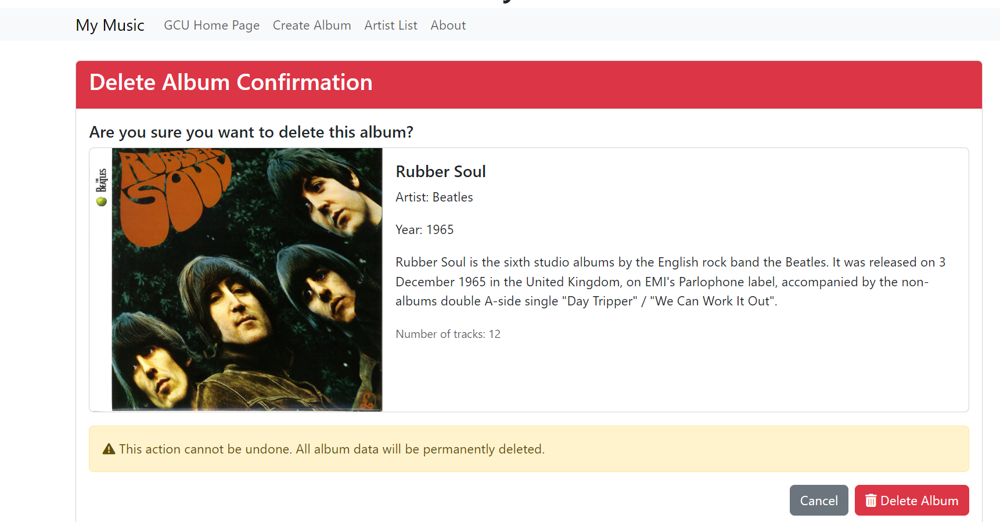 My Music GCU Home Page Create Album Artist List About
Delete Album Confirmation
Are you sure you want to delete this album?
THE BEATLES
RUBBER
SOUL
Rubber Soul
Artist: Beatles
Year: 1965
Rubber Soul is the sixth studio albums by the English rock band the Beatles. It was released on 3
December 1965 in the United Kingdom, on EMI's Parlophone label, accompanied by the non-
albums double A-side single "Day Tripper" / "We Can Work It Out".
Number of tracks: 12
This action cannot be undone. All album data will be permanently deleted.
Cancel Delete Album